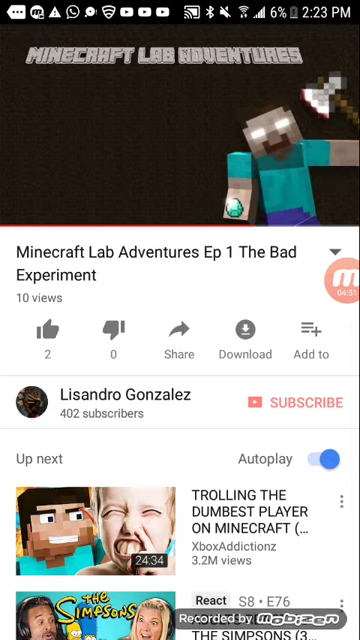 6% 2:23 PM
MINECRAFT LAB ADVENTURES
Minecraft Lab Adventures Ep 1 The Bad
Experiment
10 views
04:51
2
0
Share
Download
Add to
Lisandro Gonzalez
402 subscribers
SUBSCRIBE
Up next
Autoplay
TROLLING THE
DUMBEST PLAYER
ON MINECRAFT (...
XboxAddictionz
3.2M views
24:34
React S8 • E76
THE SIMPSONS
Recorded by mobizen
THE SIMPSONS (3...